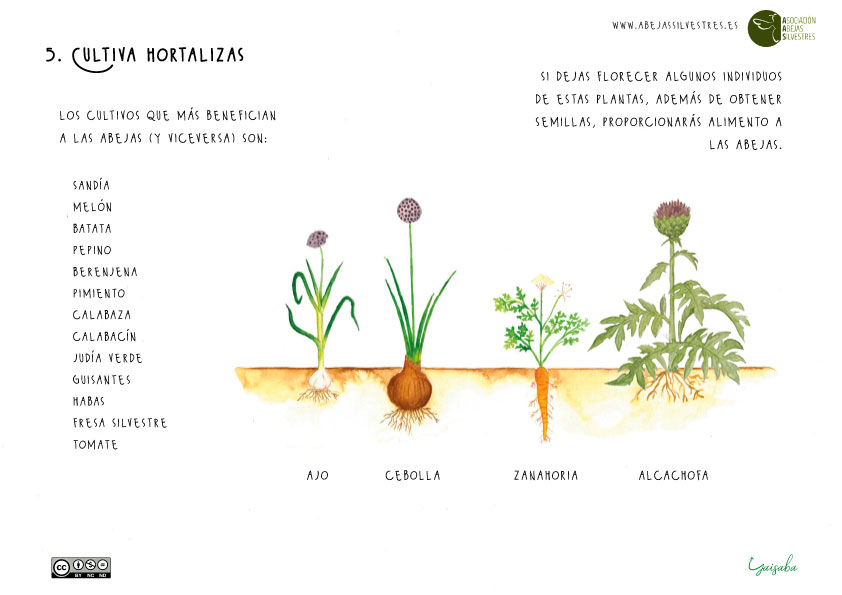 WWW.ABEJASSILVESTRES.ES
ASOCIACIÓN
ABEJAS
SILVESTRES
5. CULTIVA HORTALIZAS
SI DEJAS FLORECER ALGUNOS INDIVIDUOS
DE ESTAS PLANTAS, ADEMÁS DE OBTENER
SEMILLAS, PROPORCIONARÁS ALIMENTO A
LAS ABEJAS.
LOS CULTIVOS QUE MÁS BENEFICIAN
A LAS ABEJAS (Y VICEVERSA) SON:
SANDÍA
MELÓN
BATATA
PEPINO
BERENJENA
PIMIENTO
CALABAZA
CALABACÍN
JUDÍA VERDE
GUISANTES
HABAS
FRESA SILVESTRE
TOMATE
AJO CEBOLLA ZANAHORIA ALCACHOFA
CC BY NC ND
Gaisaba